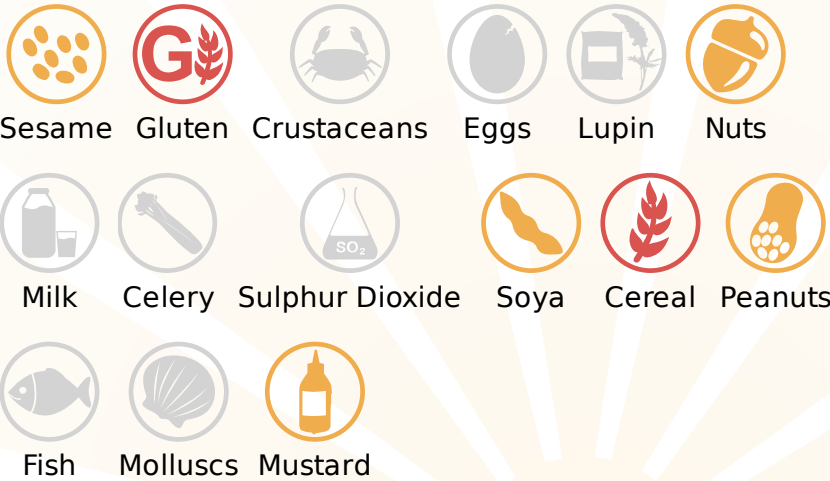 G
Sesame Gluten Crustaceans Eggs Lupin Nuts
SO₂
Milk Celery Sulphur Dioxide Soya Cereal Peanuts
Fish Molluscs Mustard